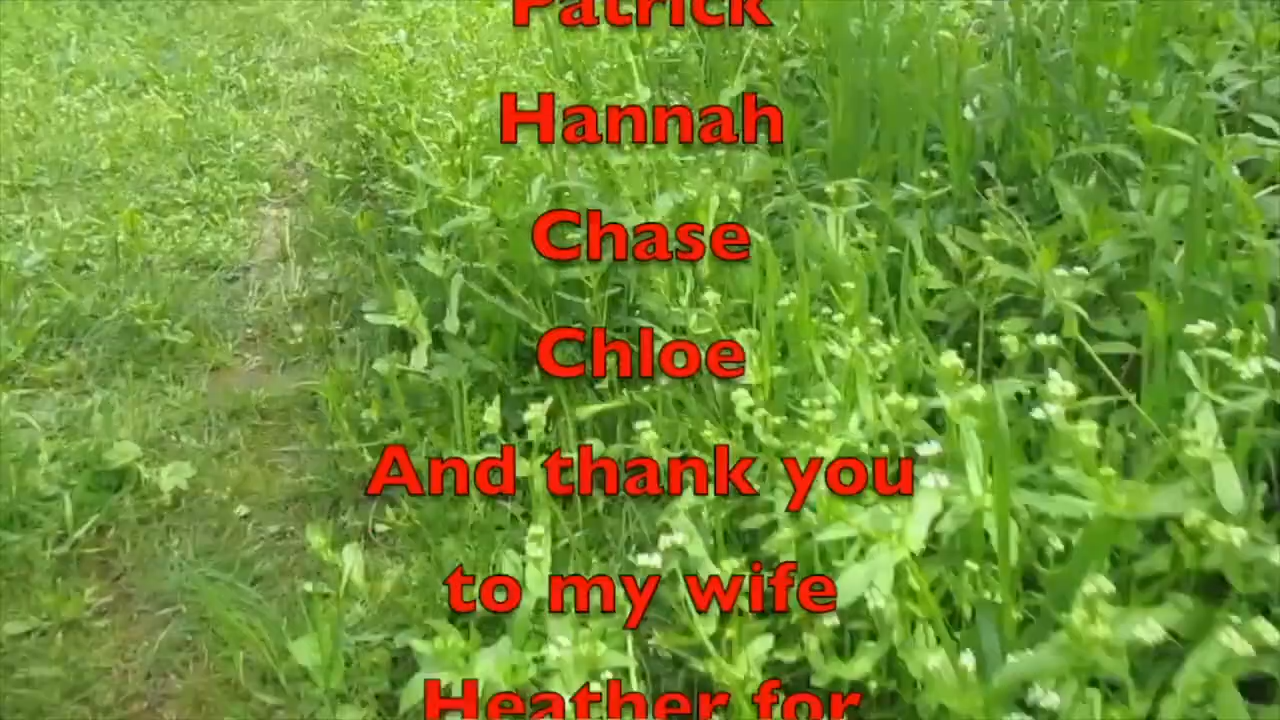 Patrick
Hannah
Chase
Chloe
And thank you
to my wife
Heather for